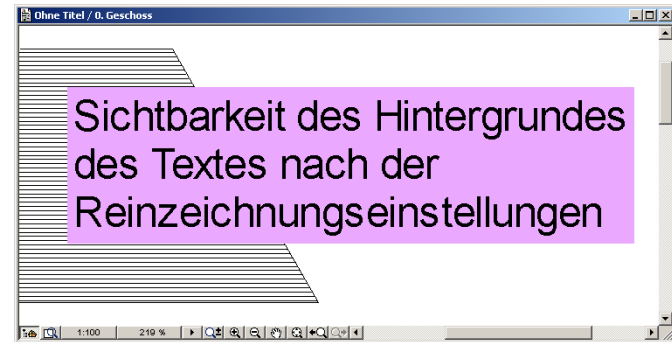 Ohne Titel / 0. Geschoss
Sichtbarkeit des Hintergrundes
des Textes nach der
Reinzeichnungseinstellungen
1:100
219 %